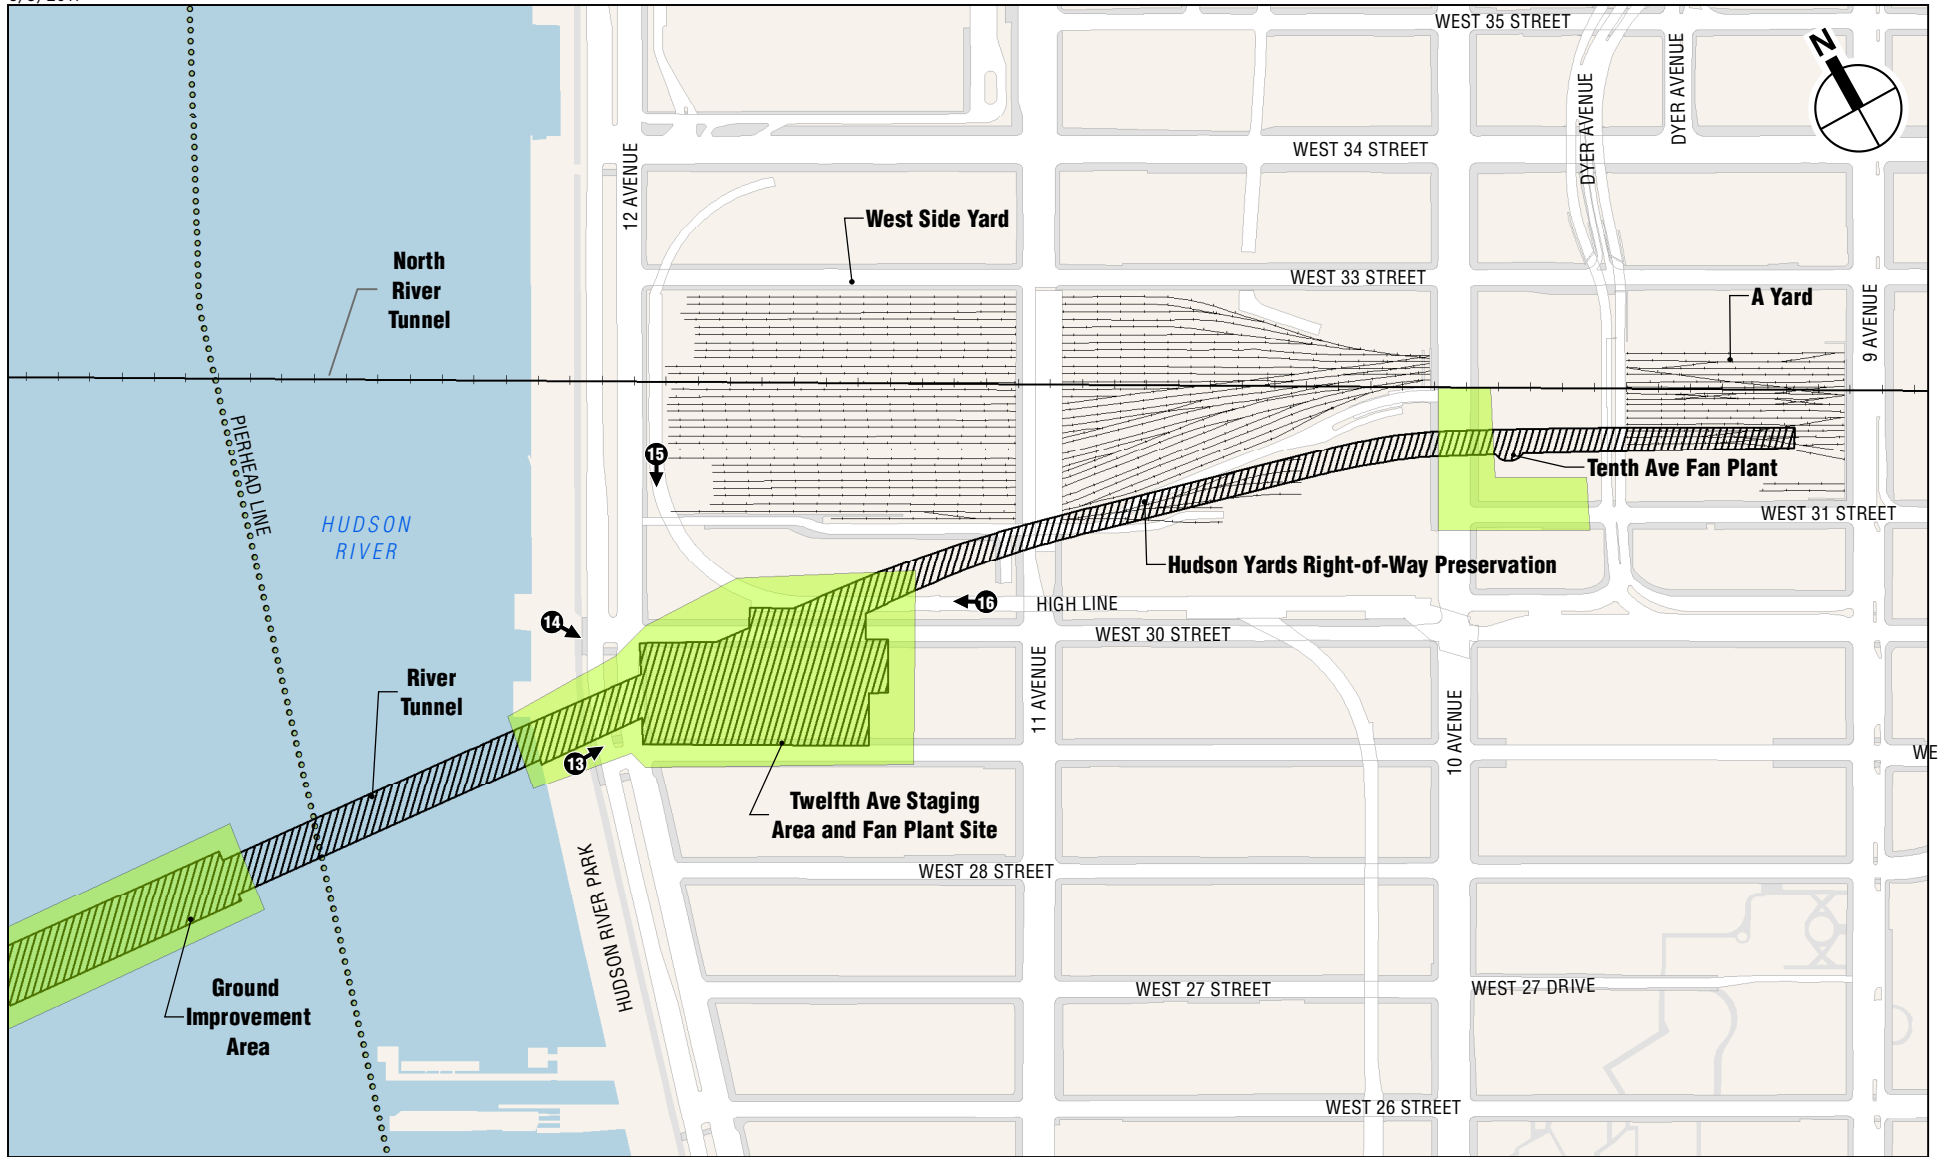 WEST 35 STREET
N
DYER AVENUE
DYER AVENUE
WEST 34 STREET
12 AVENUE
West Side Yard
North
River
Tunnel
WEST 33 STREET
A Yard
9 AVENUE
PIERHEAD LINE
15
Tenth Ave Fan Plant
HUDSON
RIVER
WEST 31 STREET
Hudson Yards Right-of-Way Preservation
14
16
HIGH LINE
WEST 30 STREET
River
Tunnel
11 AVENUE
10 AVENUE
13
WE
Twelfth Ave Staging
Area and Fan Plant Site
HUDSON RIVER PARK
WEST 28 STREET
Ground
Improvement
Area
WEST 27 STREET
WEST 27 DRIVE
WEST 26 STREET